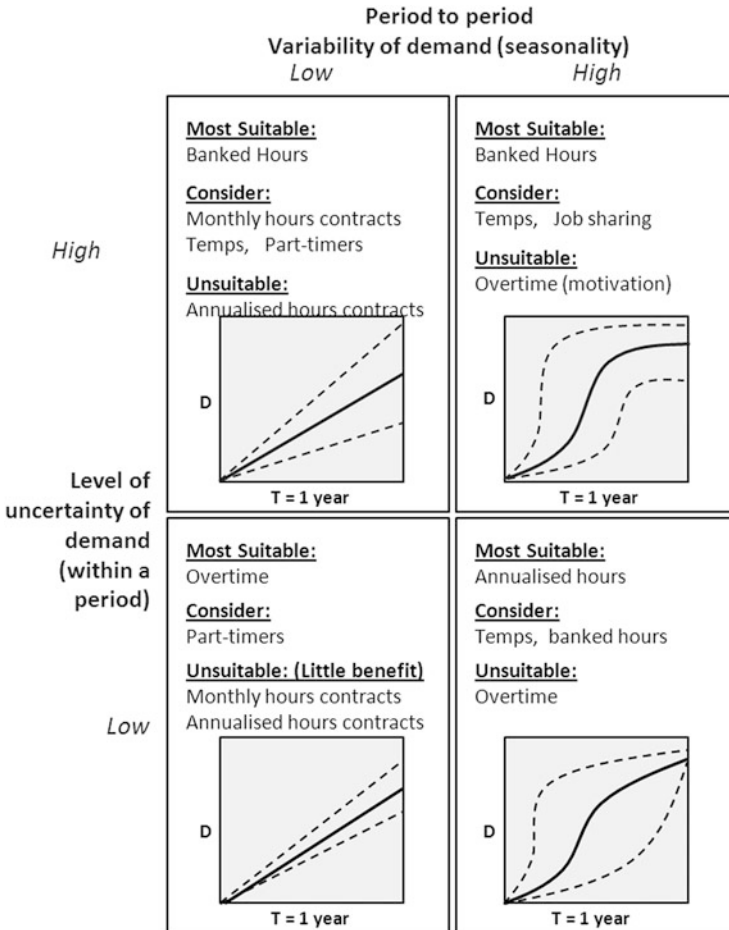 Period to period
Variability of demand (seasonality)
Low
High
High
Level of
uncertainty of
demand
(within a
period)
Low
Most Suitable:
Banked Hours
Consider:
Monthly hours contracts
Temps, Part-timers
Unsuitable:
Annualised hours contracts
D
T = 1 year
Most Suitable:
Banked Hours
Consider:
Temps, Job sharing
Unsuitable:
Overtime (motivation)
D
T = 1 year
Most Suitable:
Overtime
Consider:
Part-timers
Unsuitable: (Little benefit)
Monthly hours contracts
Annualised hours contracts
D
T = 1 year
Most Suitable:
Annualised hours
Consider:
Temps, banked hours
Unsuitable:
Overtime
D
T = 1 year